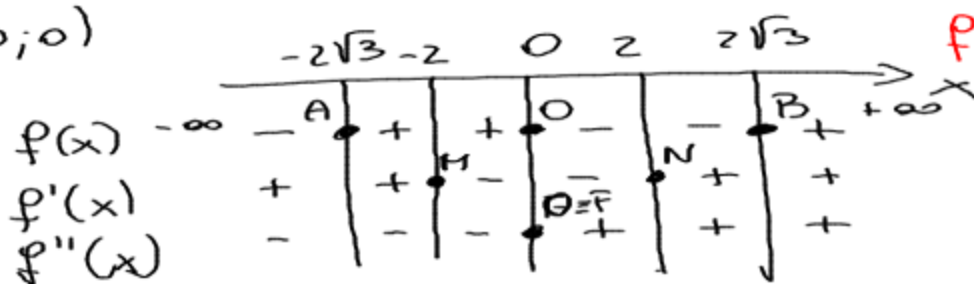 ;0)
-2√3 -2 0 2 2√3 f
A O B +∞ x
f(x) -∞ - + + - - +
M N
f'(x) + + - - + +
O≡F
f''(x) - - - + + +